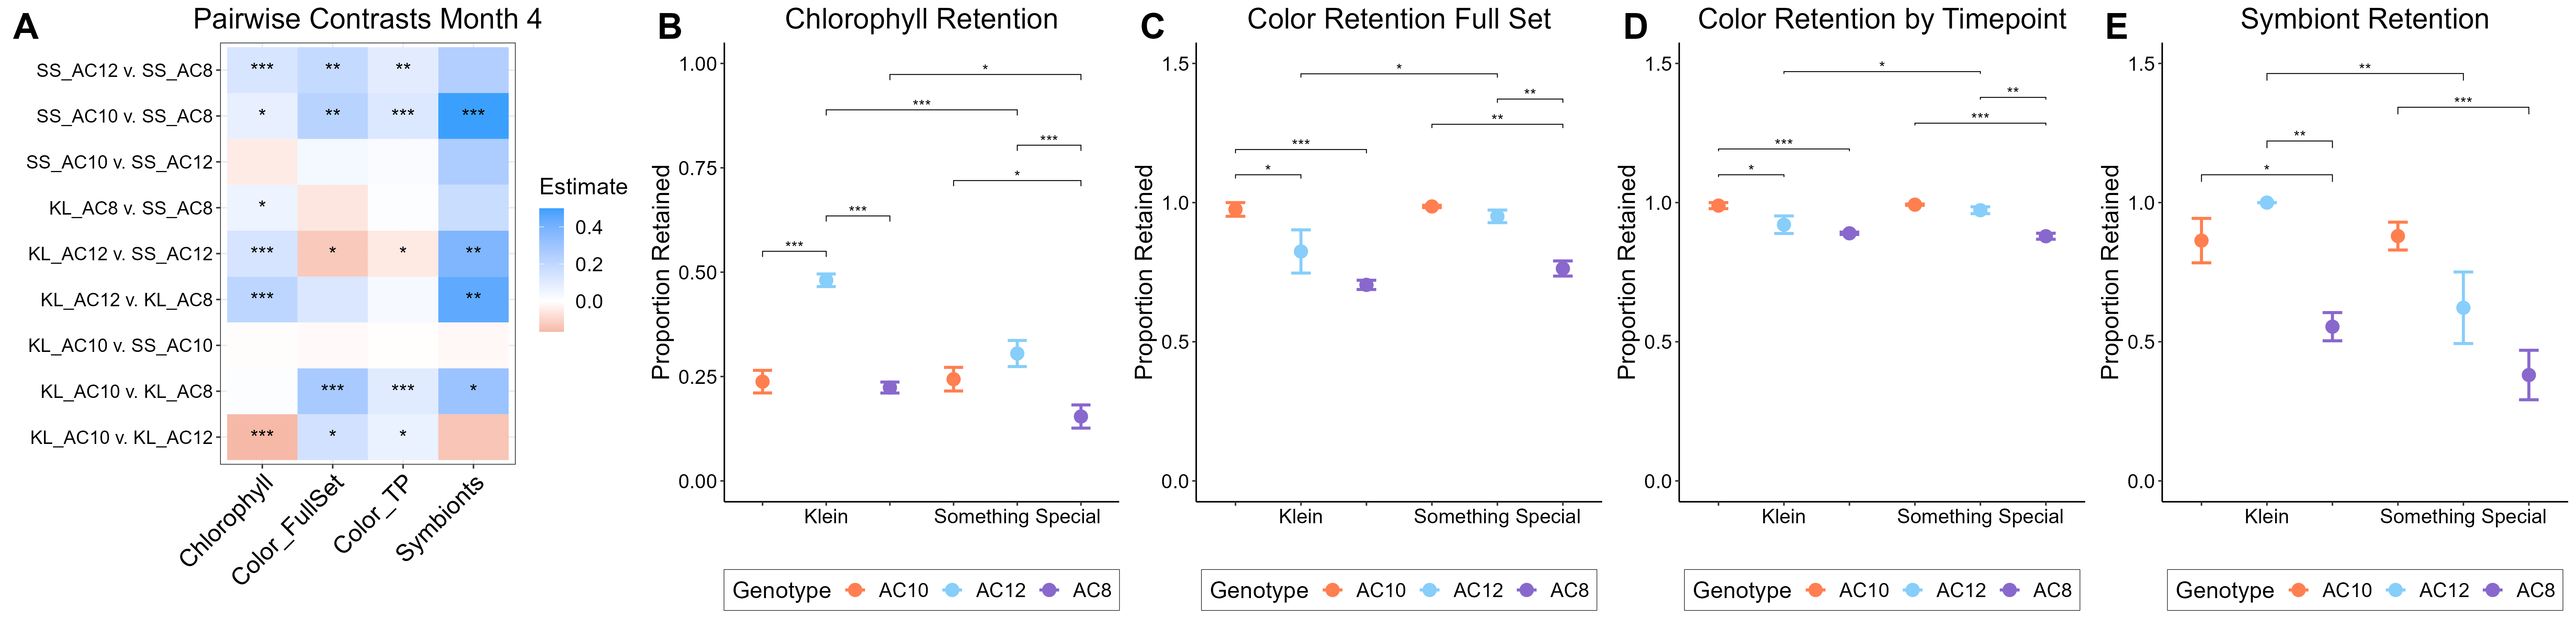 A
Pairwise Contrasts Month 4
SS_AC12 v. SS_AC8
*** ** **
SS_AC10 v. SS_AC8
* ** *** ***
SS_AC10 v. SS_AC12
KL_AC8 v. SS_AC8
*
KL_AC12 v. SS_AC12
*** * * **
KL_AC12 v. KL_AC8
*** **
KL_AC10 v. SS_AC10
KL_AC10 v. KL_AC8
*** *** *
KL_AC10 v. KL_AC12
*** * *
Chlorophyll
Color_FullSet
Color_TP
Symbionts
Estimate
0.4
0.2
0.0
B
Chlorophyll Retention
Proportion Retained
1.00
0.75
0.50
0.25
0.00
*
***
***
*
***
***
Klein
Something Special
Genotype AC10 AC12 AC8
C
Color Retention Full Set
Proportion Retained
1.5
1.0
0.5
0.0
*
**
**
***
*
Klein
Something Special
Genotype AC10 AC12 AC8
D
Color Retention by Timepoint
Proportion Retained
1.5
1.0
0.5
0.0
*
**
***
***
*
Klein
Something Special
Genotype AC10 AC12 AC8
E
Symbiont Retention
Proportion Retained
1.5
1.0
0.5
0.0
**
***
**
*
Klein
Something Special
Genotype AC10 AC12 AC8